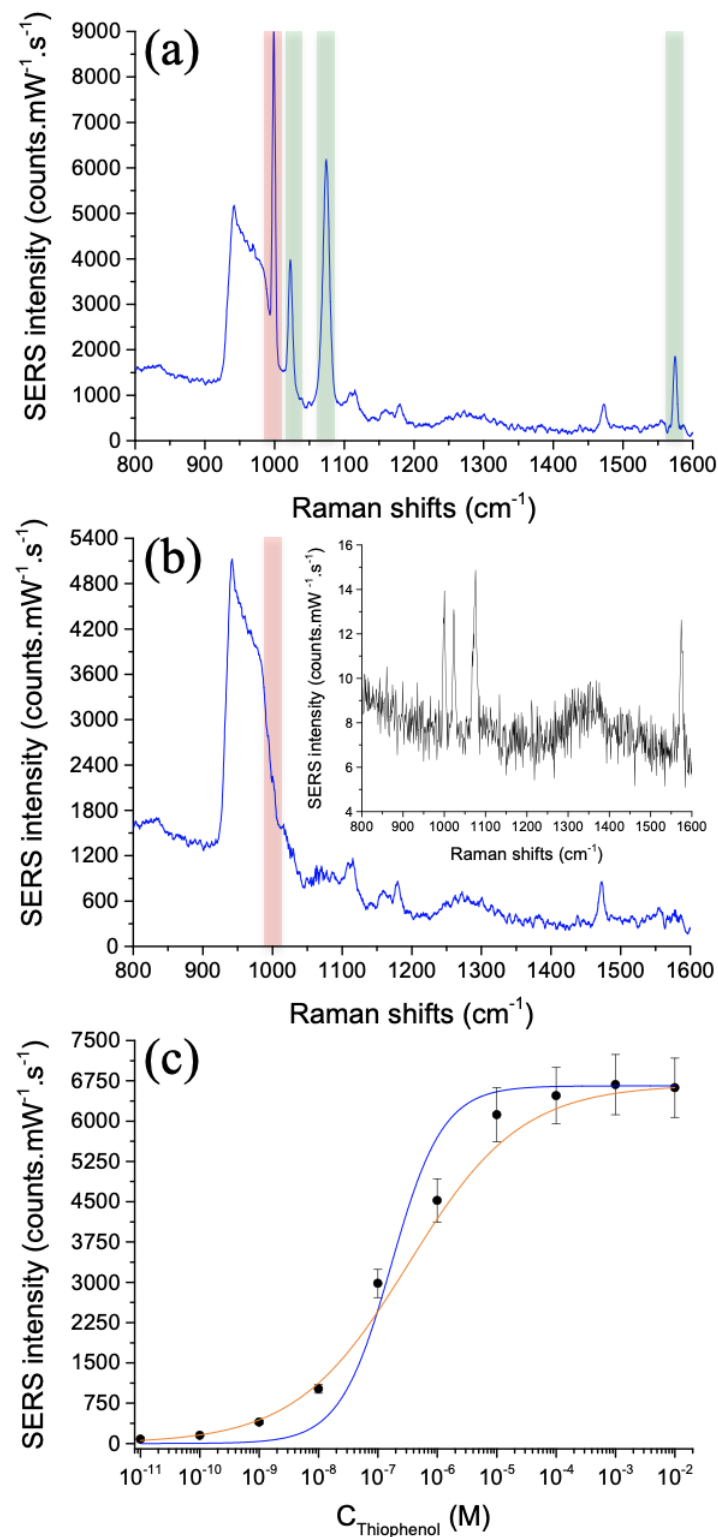 (a)
9000
8000
7000
6000
5000
4000
3000
2000
1000
0
SERS intensity (counts.mW⁻¹.s⁻¹)
800 900 1000 1100 1200 1300 1400 1500 1600
Raman shifts (cm⁻¹)
(b)
5400
4800
4200
3600
3000
2400
1800
1200
600
0
SERS intensity (counts.mW⁻¹.s⁻¹)
16
14
12
10
8
6
4
SERS intensity (counts.mW⁻¹.s⁻¹)
800 900 1000 1100 1200 1300 1400 1500 1600
Raman shifts (cm⁻¹)
800 900 1000 1100 1200 1300 1400 1500 1600
Raman shifts (cm⁻¹)
(c)
7500
6750
6000
5250
4500
3750
3000
2250
1500
750
0
SERS intensity (counts.mW⁻¹.s⁻¹)
10⁻¹¹ 10⁻¹⁰ 10⁻⁹ 10⁻⁸ 10⁻⁷ 10⁻⁶ 10⁻⁵ 10⁻⁴ 10⁻³ 10⁻²
C_Thiophenol (M)